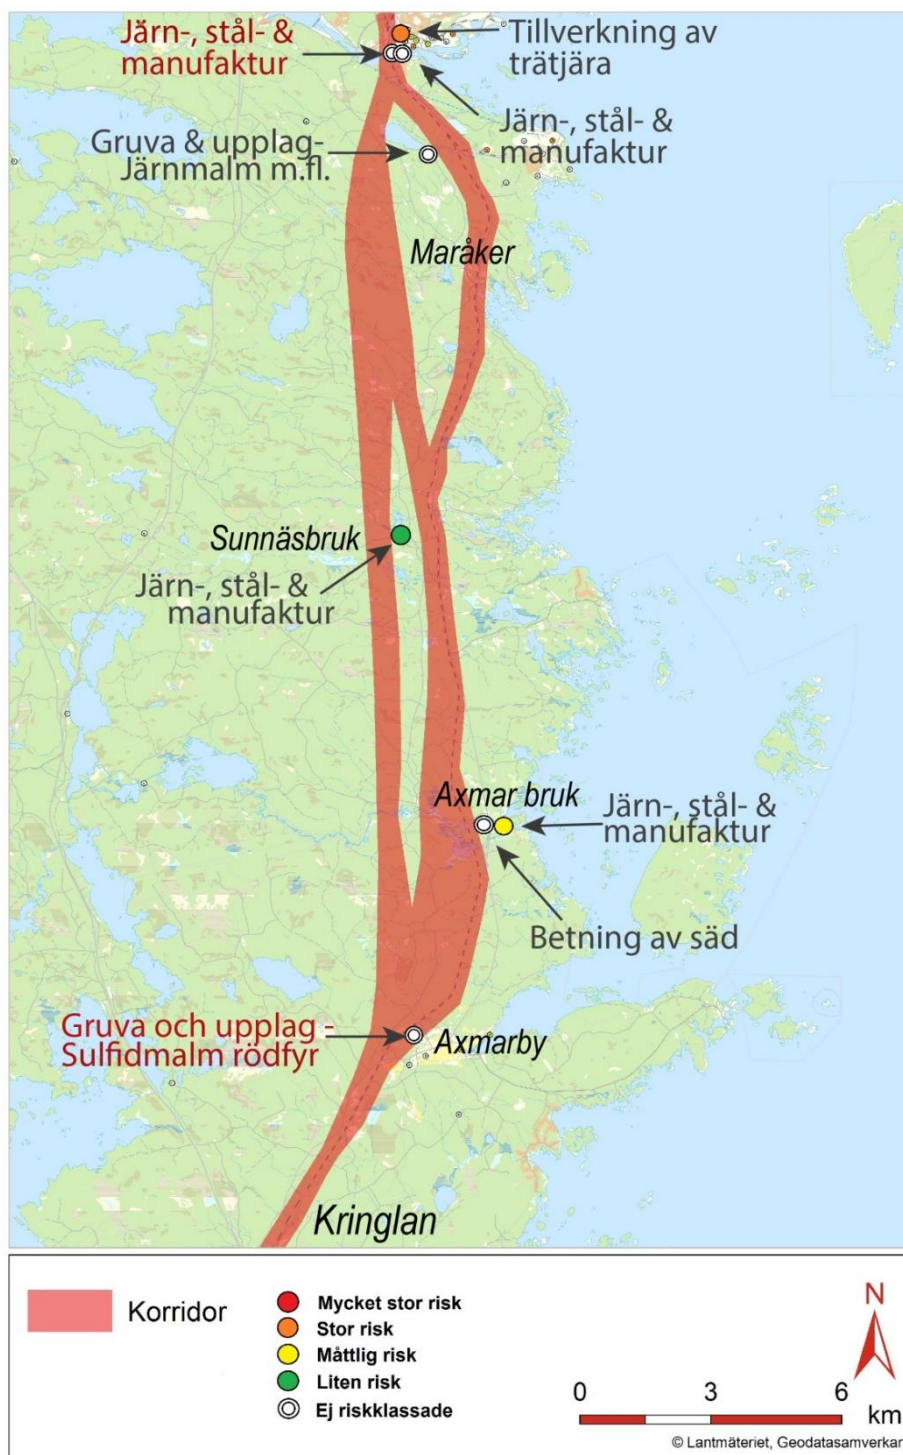 Järn-, stål- &
manufaktur
Tillverkning av
trätjära
Järn-, stål- &
manufaktur
Gruva & upplag-
Järnmalm m.fl.
Maråker
Sunnäsbruk
Järn-, stål- &
manufaktur
Axmar bruk
Järn-, stål- &
manufaktur
Betning av säd
Gruva och upplag -
Sulfidmalm rödfyr
Axmarby
Kringlan
Korridor
Mycket stor risk
Stor risk
Måttlig risk
Liten risk
Ej riskklassade
N
0 3 6
km
© Lantmäteriet, Geodatasamverkan